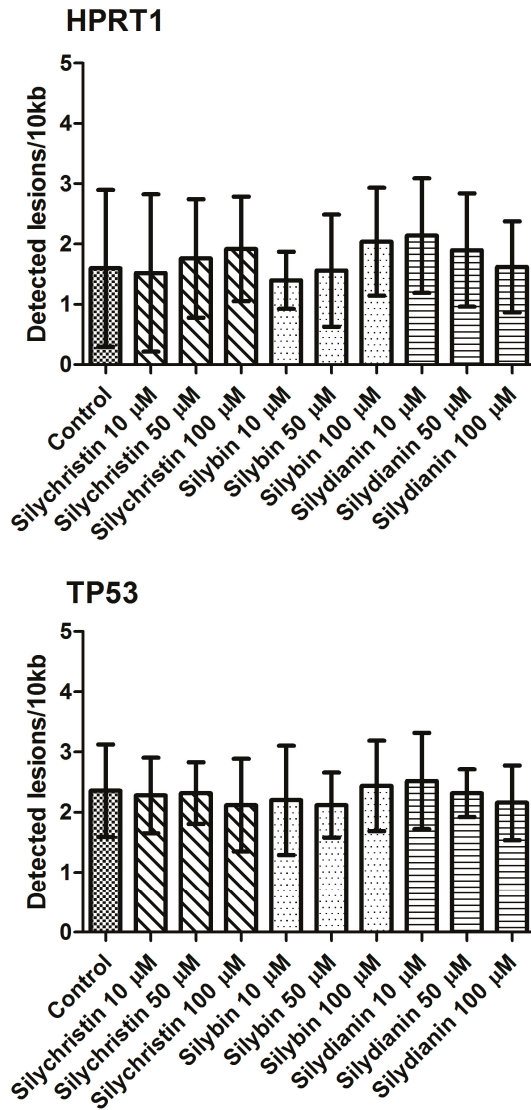 HPRT1
Detected lesions/10kb
5
4
3
2
1
0
Control
Silychristin 10 µM
Silychristin 50 µM
Silychristin 100 µM
Silybin 10 µM
Silybin 50 µM
Silybin 100 µM
Silydianin 10 µM
Silydianin 50 µM
Silydianin 100 µM
TP53
Detected lesions/10kb
5
4
3
2
1
0
Control
Silychristin 10 µM
Silychristin 50 µM
Silychristin 100 µM
Silybin 10 µM
Silybin 50 µM
Silybin 100 µM
Silydianin 10 µM
Silydianin 50 µM
Silydianin 100 µM